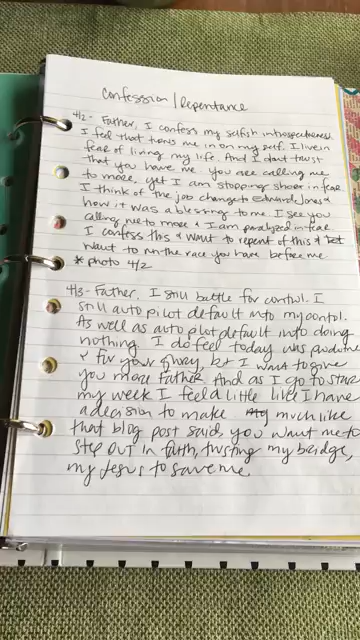 Confession/Repentance
4/2- Father, I confess my selfish introspectiveness.
I feel that turns me in on my self. I live in
fear of living my life. And I don't trust
that you have me. You are calling me
to more, yet I am stopping short in fear.
I think of the job change to Edward Jones &
how it was a blessing to me. I see you
calling me to more & I am paralyzed in fear
I confess this & want to repent of this &
want to run the race you have before me.
* photo 4/2
4/3- Father, I still battle for control. I
still auto pilot default into my control.
As well as auto pilot default into doing
nothing. I do feel today was productive
& for your glory, but I want to give
you more Father. And as I go to start
my week I feel a little like I have
a decision to make much like
that blog post said, you want me to
step out in faith, trusting my bridge,
my Jesus to save me